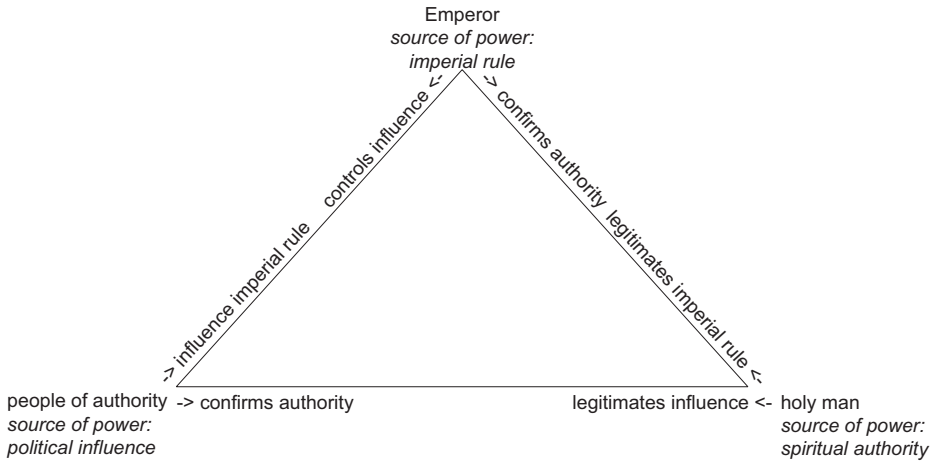 Emperor
source of power:
imperial rule
controls influence <-
-> confirms authority
-> influence imperial rule
legitimates imperial rule <-
people of authority -> confirms authority
legitimates influence <- holy man
source of power:
political influence
source of power:
spiritual authority